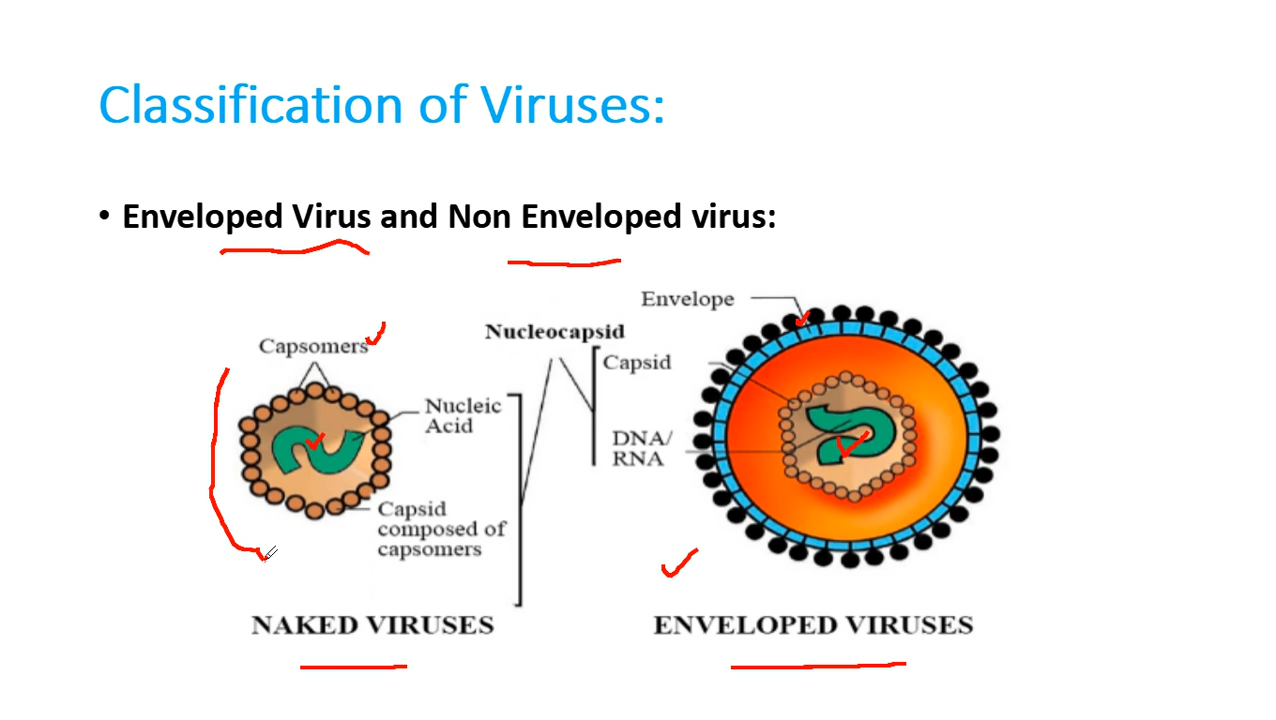 Classification of Viruses:
• Enveloped Virus and Non Enveloped virus:
Envelope
Nucleocapsid
Capsomers
Capsid
Nucleic
Acid
DNA/
RNA
Capsid
composed of
capsomers
NAKED VIRUSES
ENVELOPED VIRUSES